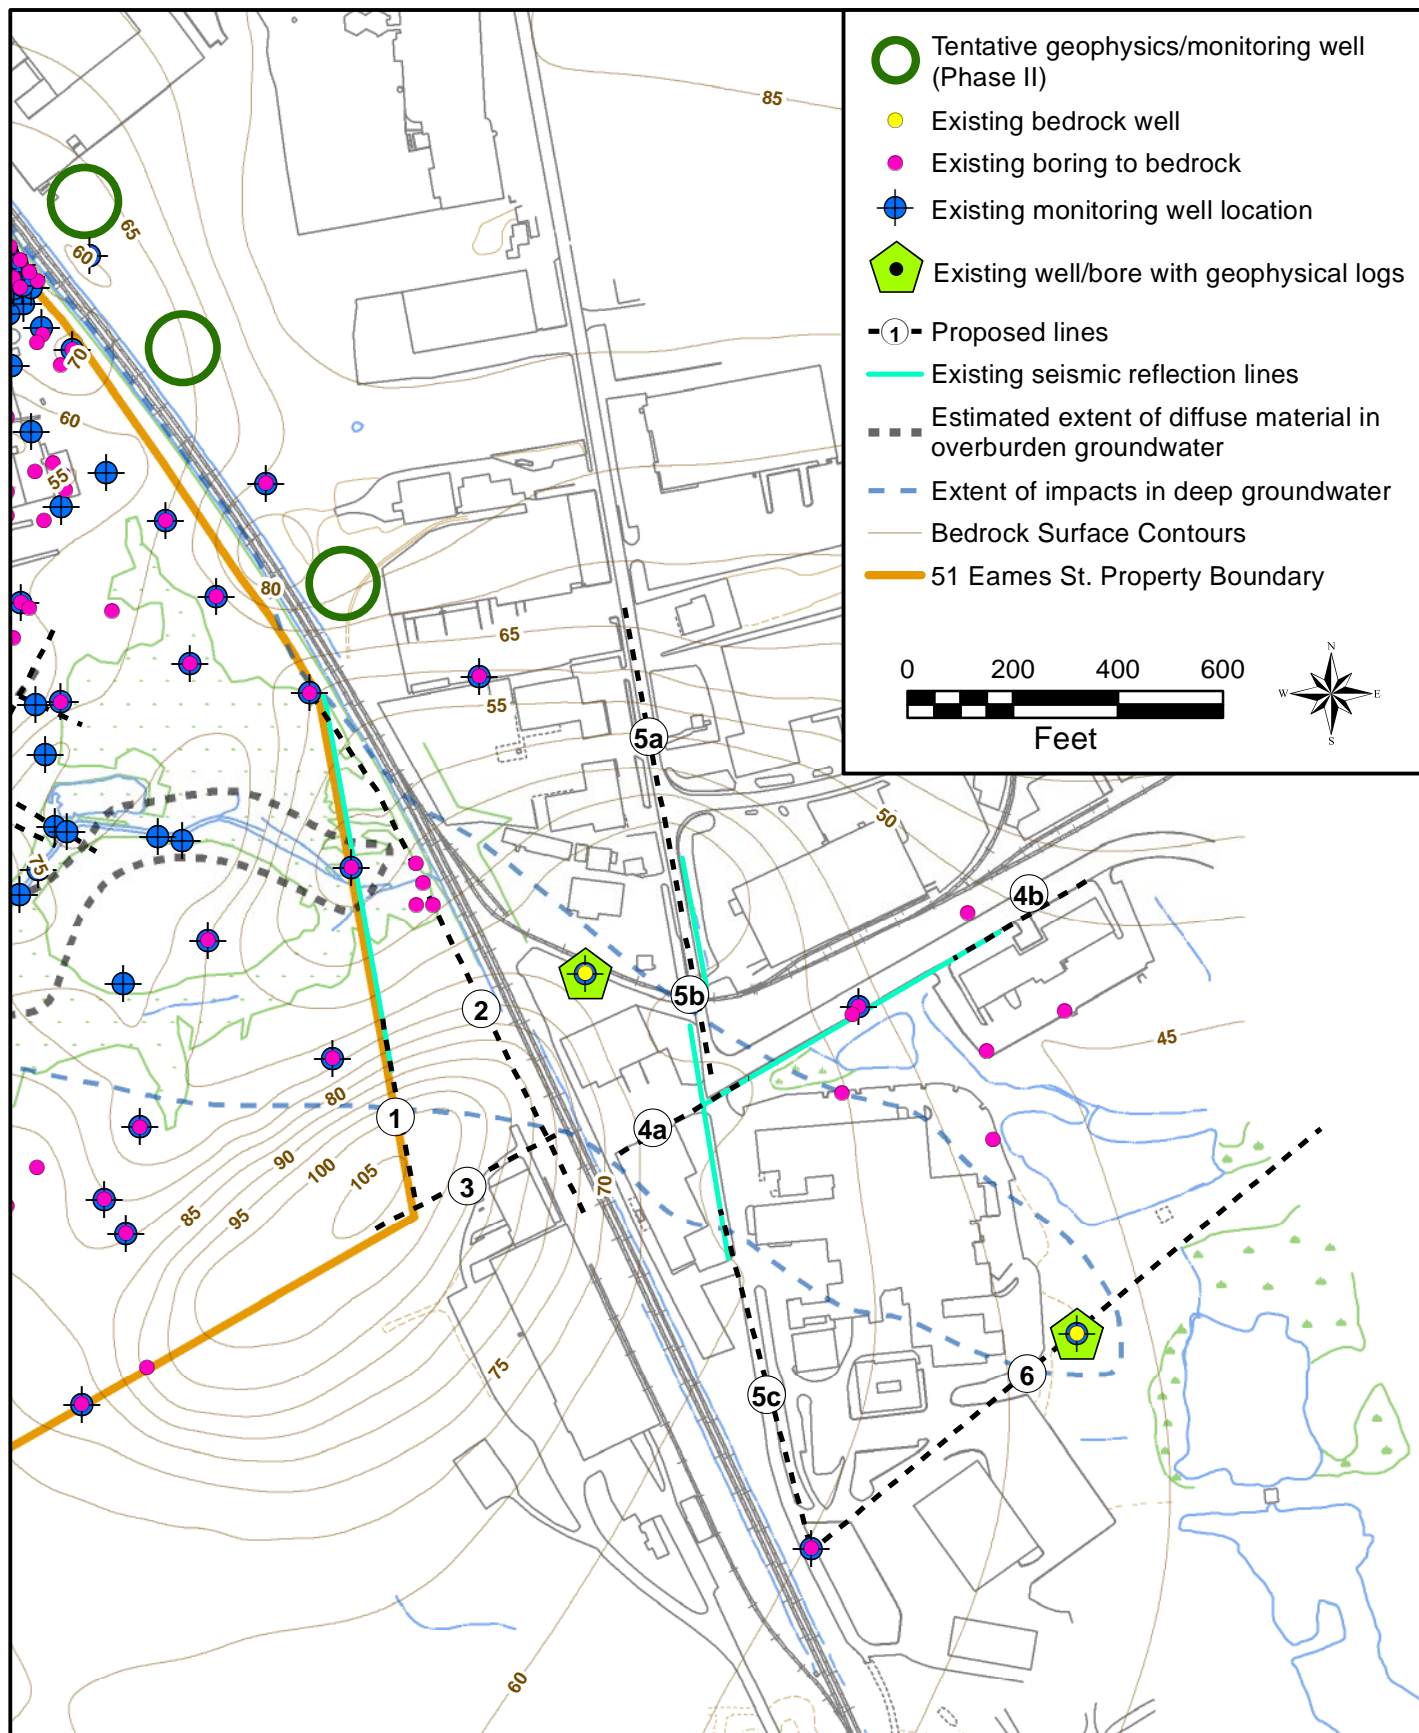 Tentative geophysics/monitoring well
(Phase II)
Existing bedrock well
Existing boring to bedrock
Existing monitoring well location
Existing well/bore with geophysical logs
1 Proposed lines
Existing seismic reflection lines
Estimated extent of diffuse material in
overburden groundwater
Extent of impacts in deep groundwater
Bedrock Surface Contours
51 Eames St. Property Boundary
0 200 400 600
Feet
N
W E
S
85
65
60
70
60
55
80
65
55
5a
50
75
4b
2
5b
45
80
1
4a
90
100
105
3
70
85
95
75
6
5c
60